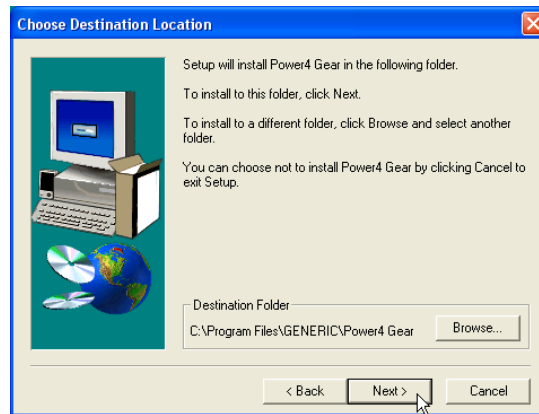 Choose Destination Location
Setup will install Power4 Gear in the following folder.
To install to this folder, click Next.
To install to a different folder, click Browse and select another
folder.
You can choose not to install Power4 Gear by clicking Cancel to
exit Setup.
Destination Folder
C:\Program Files\GENERIC\Power4 Gear
Browse...
< Back
Next >
Cancel